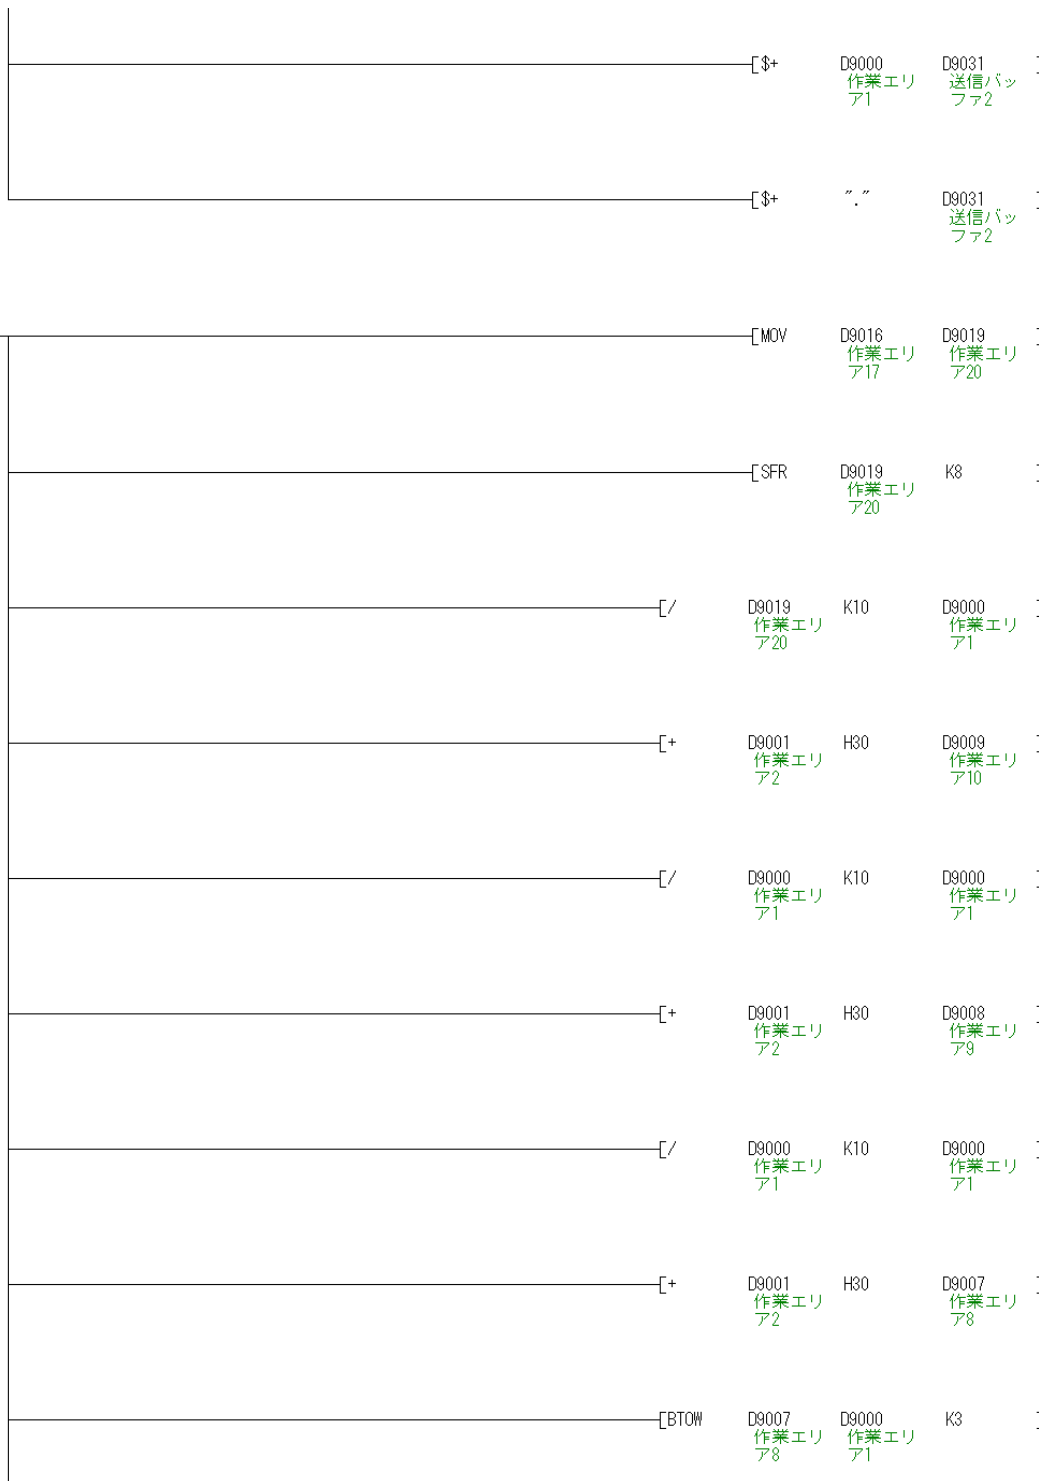 [$+ D9000 D9031 ]
作業エリ 送信バッ
ア1 ファ2
[$+ "." D9031 ]
送信バッ
ファ2
[MOV D9016 D9019 ]
作業エリ 作業エリ
ア17 ア20
[SFR D9019 K8 ]
作業エリ
ア20
[/ D9019 K10 D9000 ]
作業エリ 作業エリ
ア20 ア1
[+ D9001 H30 D9009 ]
作業エリ 作業エリ
ア2 ア10
[/ D9000 K10 D9000 ]
作業エリ 作業エリ
ア1 ア1
[+ D9001 H30 D9008 ]
作業エリ 作業エリ
ア2 ア9
[/ D9000 K10 D9000 ]
作業エリ 作業エリ
ア1 ア1
[+ D9001 H30 D9007 ]
作業エリ 作業エリ
ア2 ア8
[BTOW D9007 D9000 K3 ]
作業エリ 作業エリ
ア8 ア1